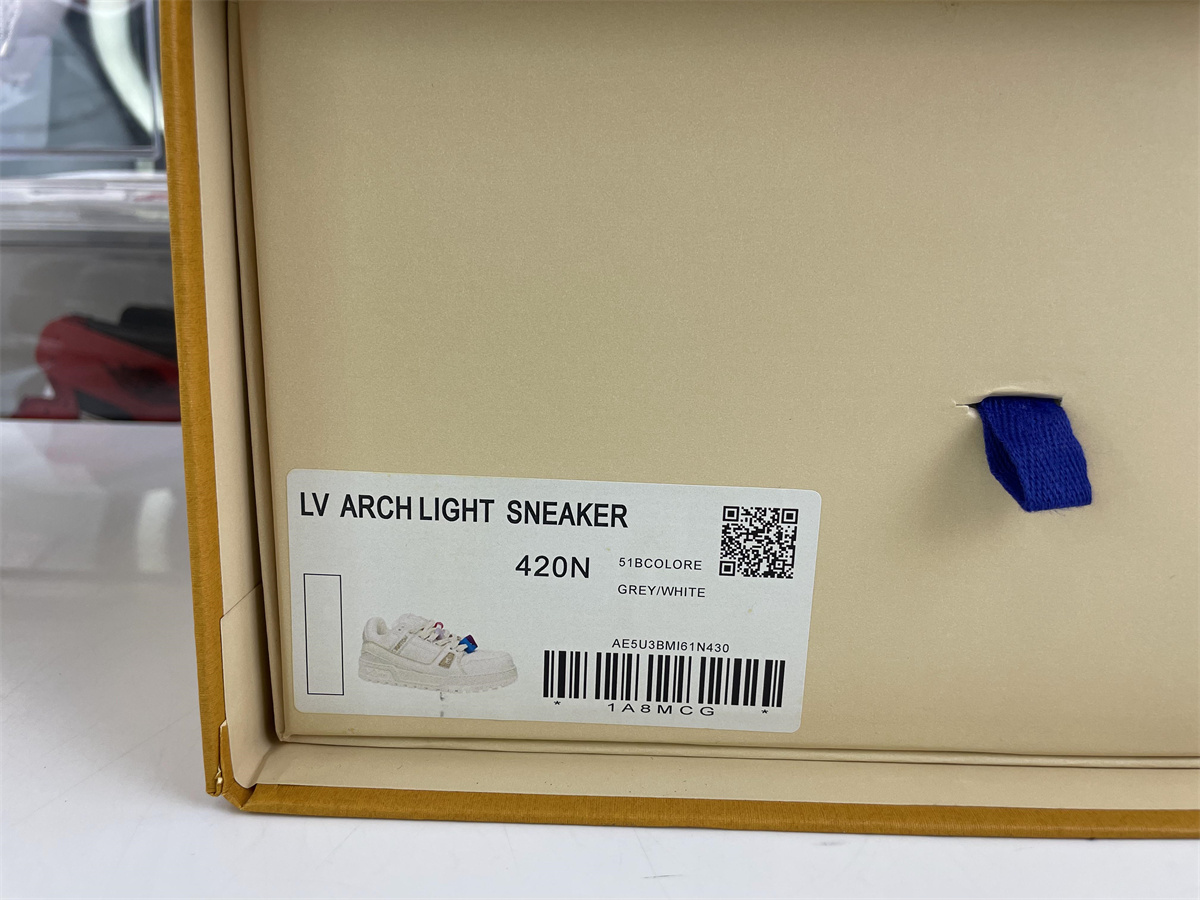 LV ARCH LIGHT SNEAKER
420N
51BCOLORE
GREY/WHITE
AE5U3BMI61N430
* 1A8MCG *